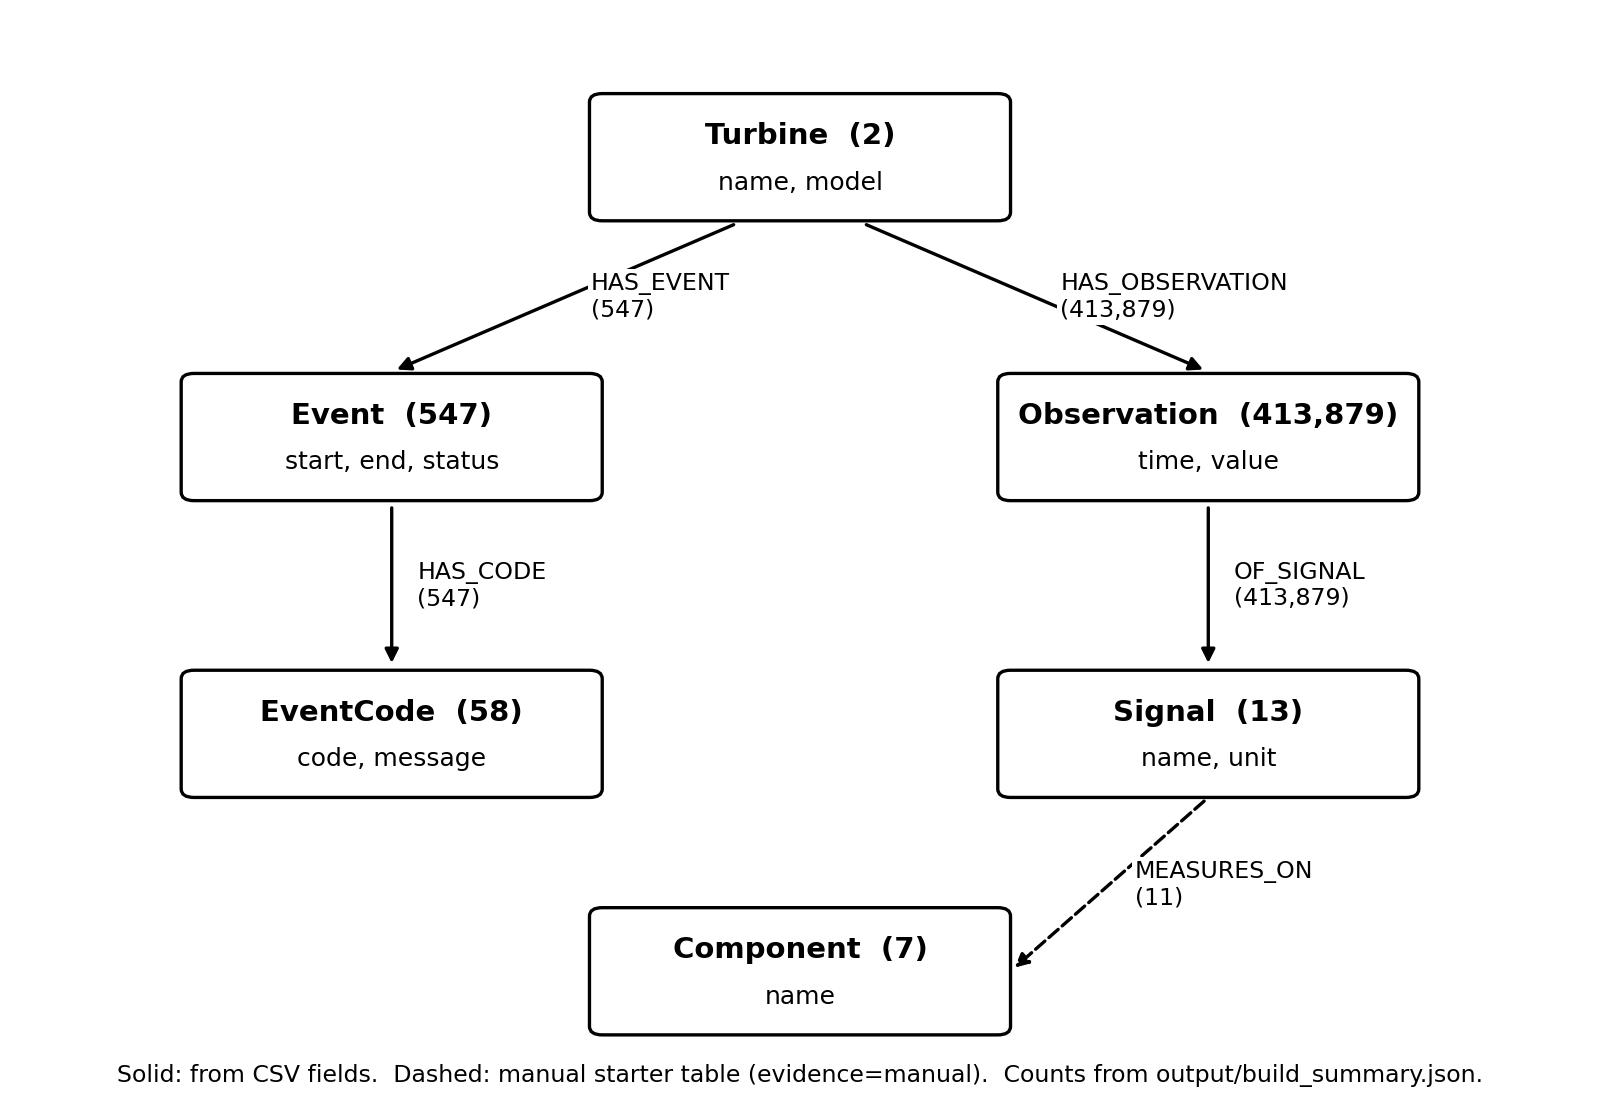 Turbine  (2)
name, model
HAS_EVENT
(547)
HAS_OBSERVATION
(413,879)
Event  (547)
start, end, status
Observation  (413,879)
time, value
HAS_CODE
(547)
OF_SIGNAL
(413,879)
EventCode  (58)
code, message
Signal  (13)
name, unit
MEASURES_ON
(11)
Component  (7)
name
Solid: from CSV fields.  Dashed: manual starter table (evidence=manual).  Counts from output/build_summary.json.